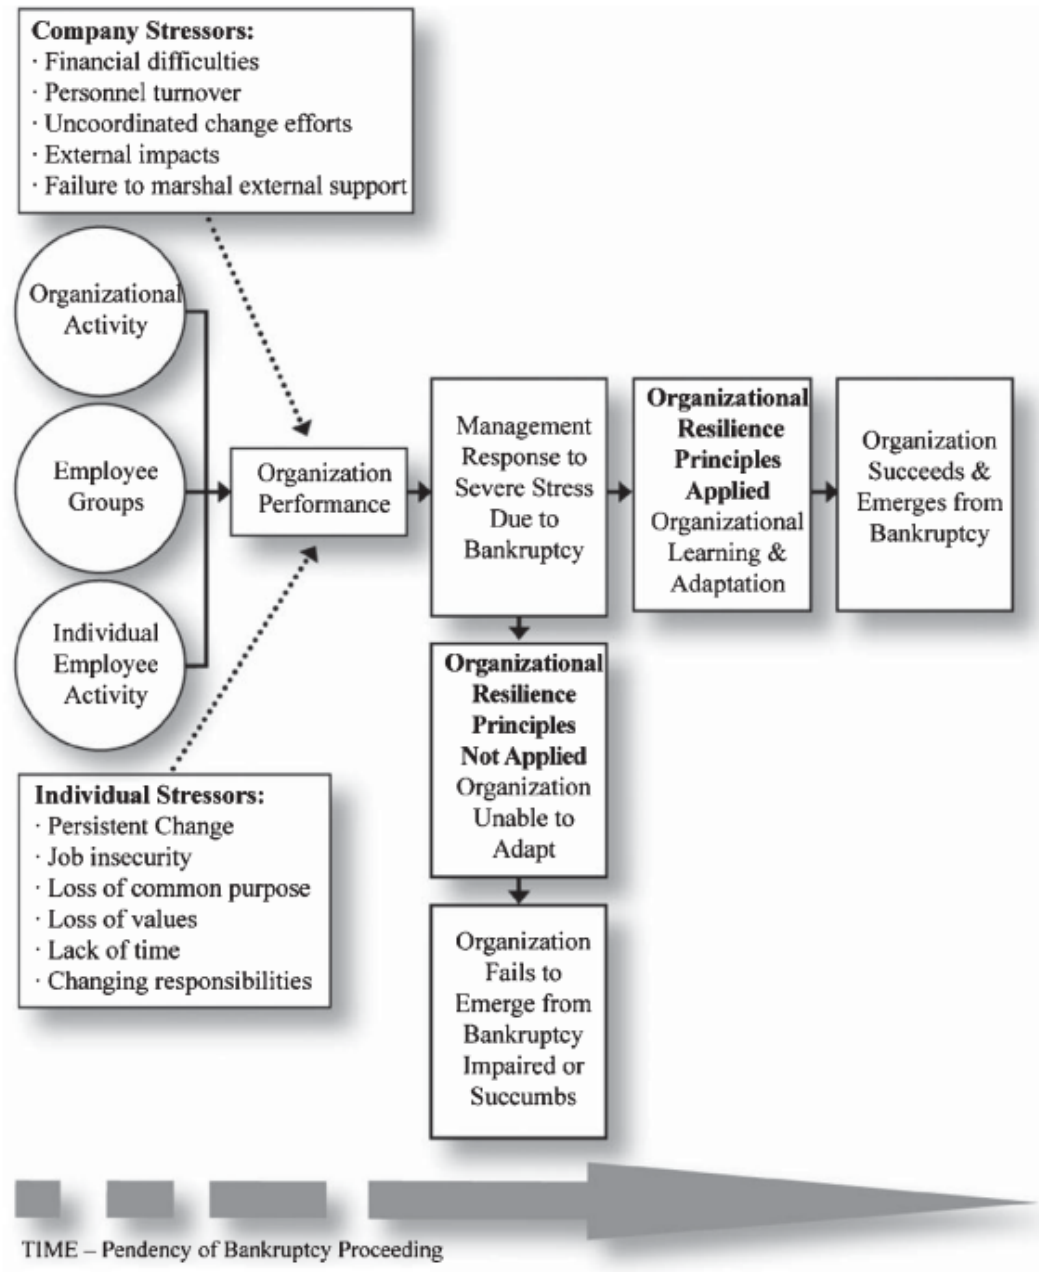 Company Stressors:
· Financial difficulties
· Personnel turnover
· Uncoordinated change efforts
· External impacts
· Failure to marshal external support
Organizational
Activity
Employee
Groups
Individual
Employee
Activity
Organization
Performance
Management
Response to
Severe Stress
Due to
Bankruptcy
Organizational
Resilience
Principles
Applied
Organizational
Learning &
Adaptation
Organization
Succeeds &
Emerges from
Bankruptcy
Organizational
Resilience
Principles
Not Applied
Organization
Unable to
Adapt
Organization
Fails to
Emerge from
Bankruptcy
Impaired or
Succumbs
Individual Stressors:
· Persistent Change
· Job insecurity
· Loss of common purpose
· Loss of values
· Lack of time
· Changing responsibilities
TIME – Pendency of Bankruptcy Proceeding